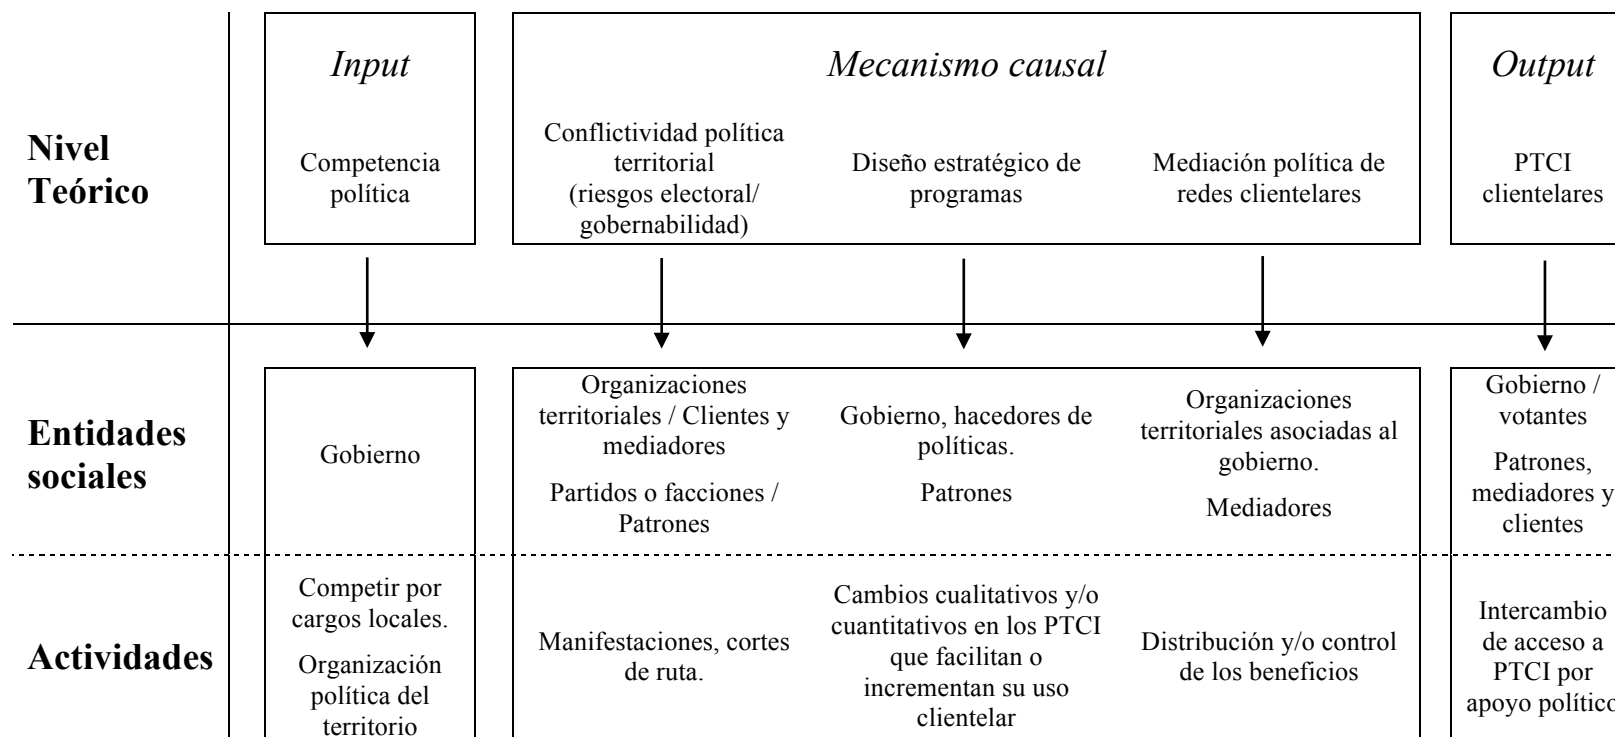 Input
Mecanismo causal
Output
Nivel
Teórico
Competencia
política
Conflictividad política
territorial
(riesgos electoral/
gobernabilidad)
Diseño estratégico de
programas
Mediación política de
redes clientelares
PTCI
clientelares
Entidades
sociales
Gobierno
Organizaciones
territoriales / Clientes y
mediadores
Partidos o facciones /
Patrones
Gobierno, hacedores de
políticas.
Patrones
Organizaciones
territoriales asociadas al
gobierno.
Mediadores
Gobierno /
votantes
Patrones,
mediadores y
clientes
Actividades
Competir por
cargos locales.
Organización
política del
territorio
Manifestaciones, cortes
de ruta.
Cambios cualitativos y/o
cuantitativos en los PTCI
que facilitan o
incrementan su uso
clientelar
Distribución y/o control
de los beneficios
Intercambio
de acceso a
PTCI por
apoyo político